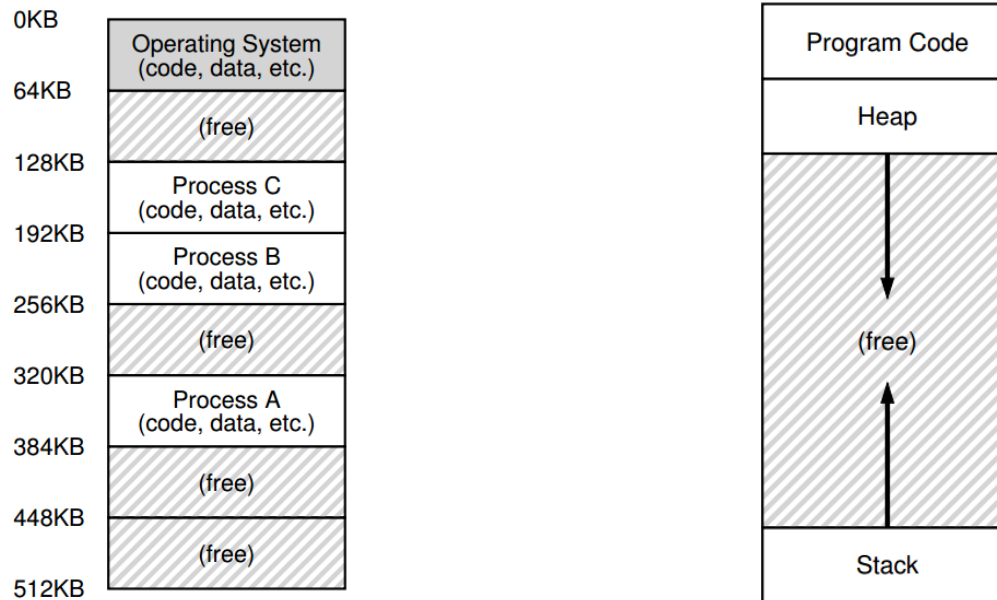 0KB
Operating System
(code, data, etc.)
64KB
(free)
128KB
Process C
(code, data, etc.)
192KB
Process B
(code, data, etc.)
256KB
(free)
320KB
Process A
(code, data, etc.)
384KB
(free)
448KB
(free)
512KB
Program Code
Heap
(free)
Stack